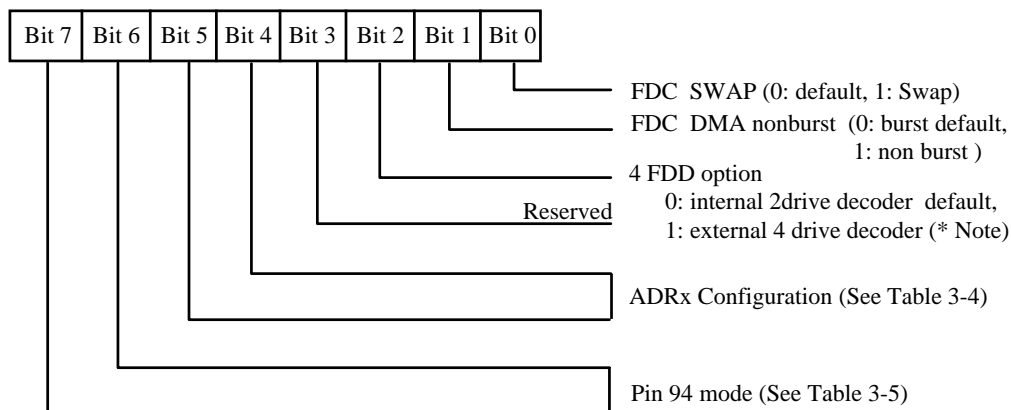 Bit 7 Bit 6 Bit 5 Bit 4 Bit 3 Bit 2 Bit 1 Bit 0
FDC SWAP (0: default, 1: Swap)
FDC DMA nonburst (0: burst default,
1: non burst )
4 FDD option
0: internal 2drive decoder default,
Reserved
1: external 4 drive decoder (* Note)
ADRx Configuration (See Table 3-4)
Pin 94 mode (See Table 3-5)